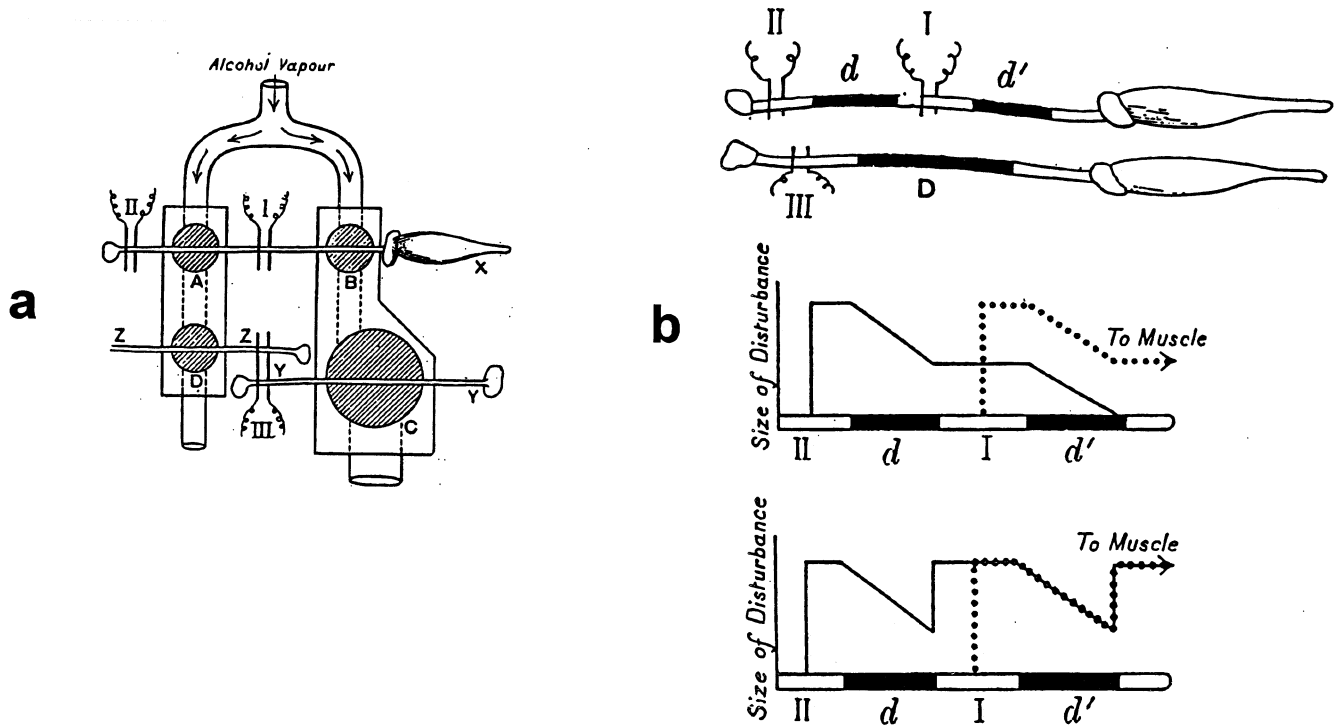 a
Alcohol Vapour
II
I
A
B
X
Z
Z
D
Y
Y
III
C
b
II
d
I
d'
III
D
Size of Disturbance
To Muscle
II
d
I
d'
Size of Disturbance
To Muscle
II
d
I
d'